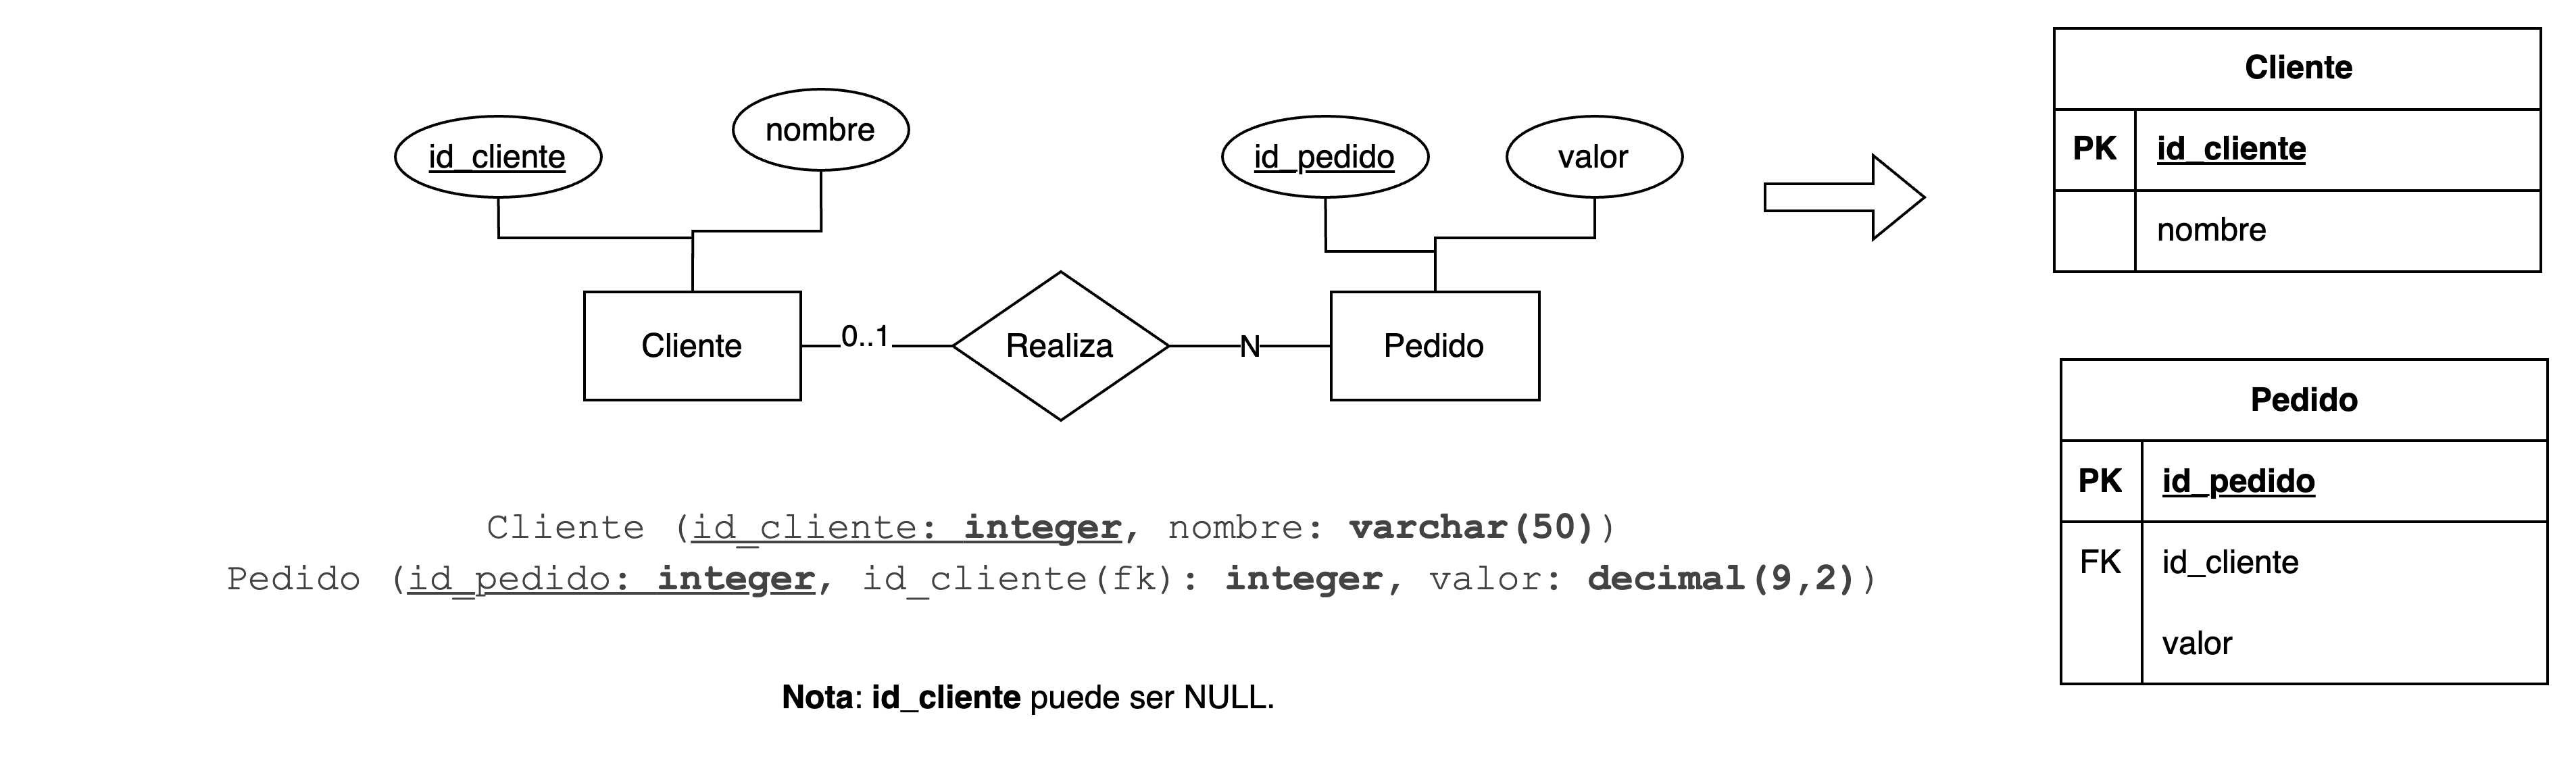 id_cliente
nombre
id_pedido
valor
Cliente
0..1
Realiza
N
Pedido
Cliente (id_cliente: integer, nombre: varchar(50))
Pedido (id_pedido: integer, id_cliente(fk): integer, valor: decimal(9,2))
Nota: id_cliente puede ser NULL.
Cliente
PK id_cliente
nombre
Pedido
PK id_pedido
FK id_cliente
valor